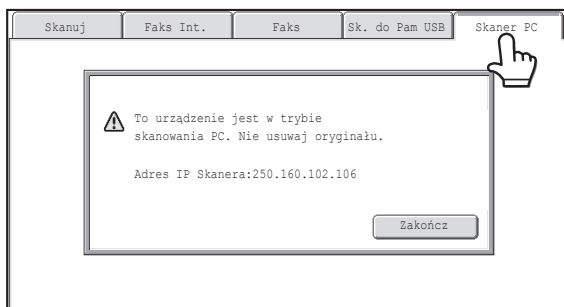 Skanuj Faks Int. Faks Sk. do Pam USB Skaner PC
To urządzenie jest w trybie
skanowania PC. Nie usuwaj oryginału.
Adres IP Skanera:250.160.102.106
Zakończ